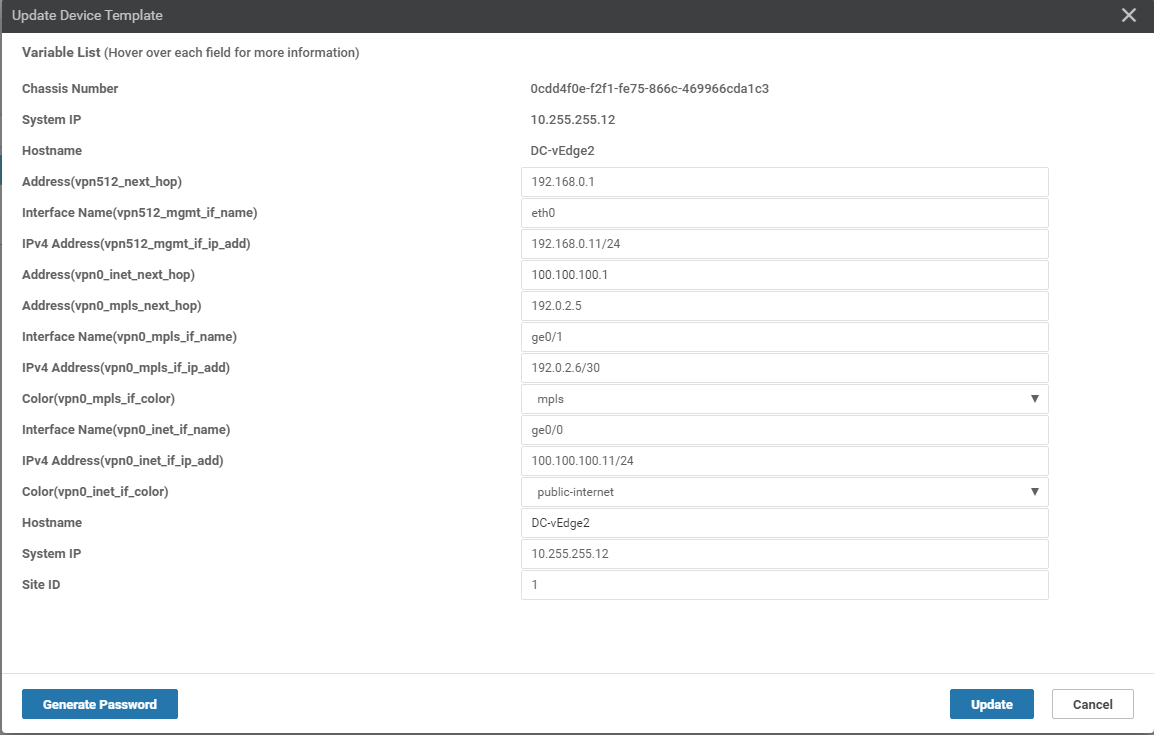 Update Device Template
Variable List (Hover over each field for more information)
Chassis Number 0cdd4f0e-f2f1-fe75-866c-469966cda1c3
System IP 10.255.255.12
Hostname DC-vEdge2
Address(vpn512_next_hop) 192.168.0.1
Interface Name(vpn512_mgmt_if_name) eth0
IPv4 Address(vpn512_mgmt_if_ip_add) 192.168.0.11/24
Address(vpn0_inet_next_hop) 100.100.100.1
Address(vpn0_mpls_next_hop) 192.0.2.5
Interface Name(vpn0_mpls_if_name) ge0/1
IPv4 Address(vpn0_mpls_if_ip_add) 192.0.2.6/30
Color(vpn0_mpls_if_color) mpls
Interface Name(vpn0_inet_if_name) ge0/0
IPv4 Address(vpn0_inet_if_ip_add) 100.100.100.11/24
Color(vpn0_inet_if_color) public-internet
Hostname DC-vEdge2
System IP 10.255.255.12
Site ID 1
Generate Password Update Cancel